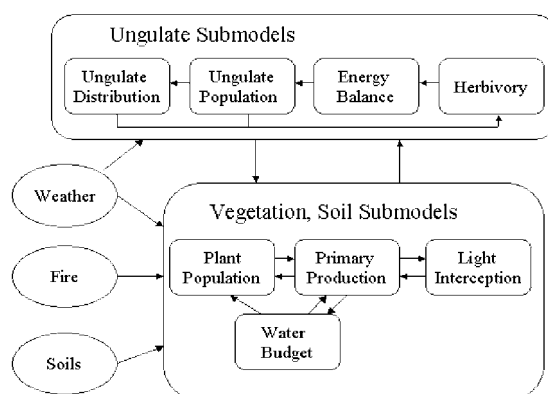 Ungulate Submodels
Ungulate
Distribution
Ungulate
Population
Energy
Balance
Herbivory
Weather
Vegetation, Soil Submodels
Plant
Population
Primary
Production
Light
Interception
Fire
Water
Budget
Soils